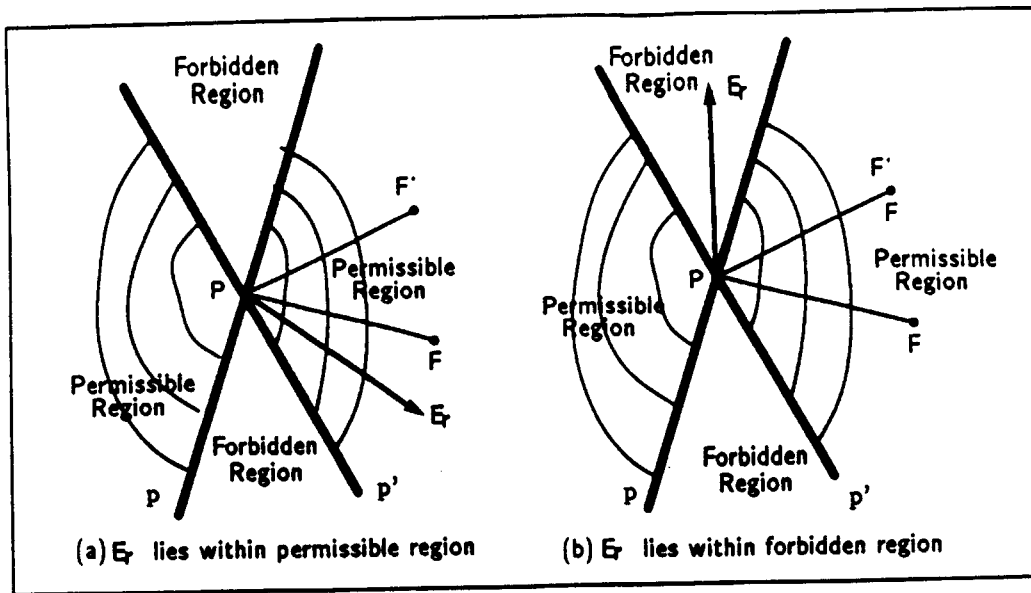 Forbidden
Region
F'
Permissible
Region
P
F
Permissible
Region
Er
Forbidden
Region
p
p'
(a) Er lies within permissible region
Forbidden
Region
Er
F'
F
P
Permissible
Region
Permissible
Region
F
Forbidden
Region
p
p'
(b) Er lies within forbidden region